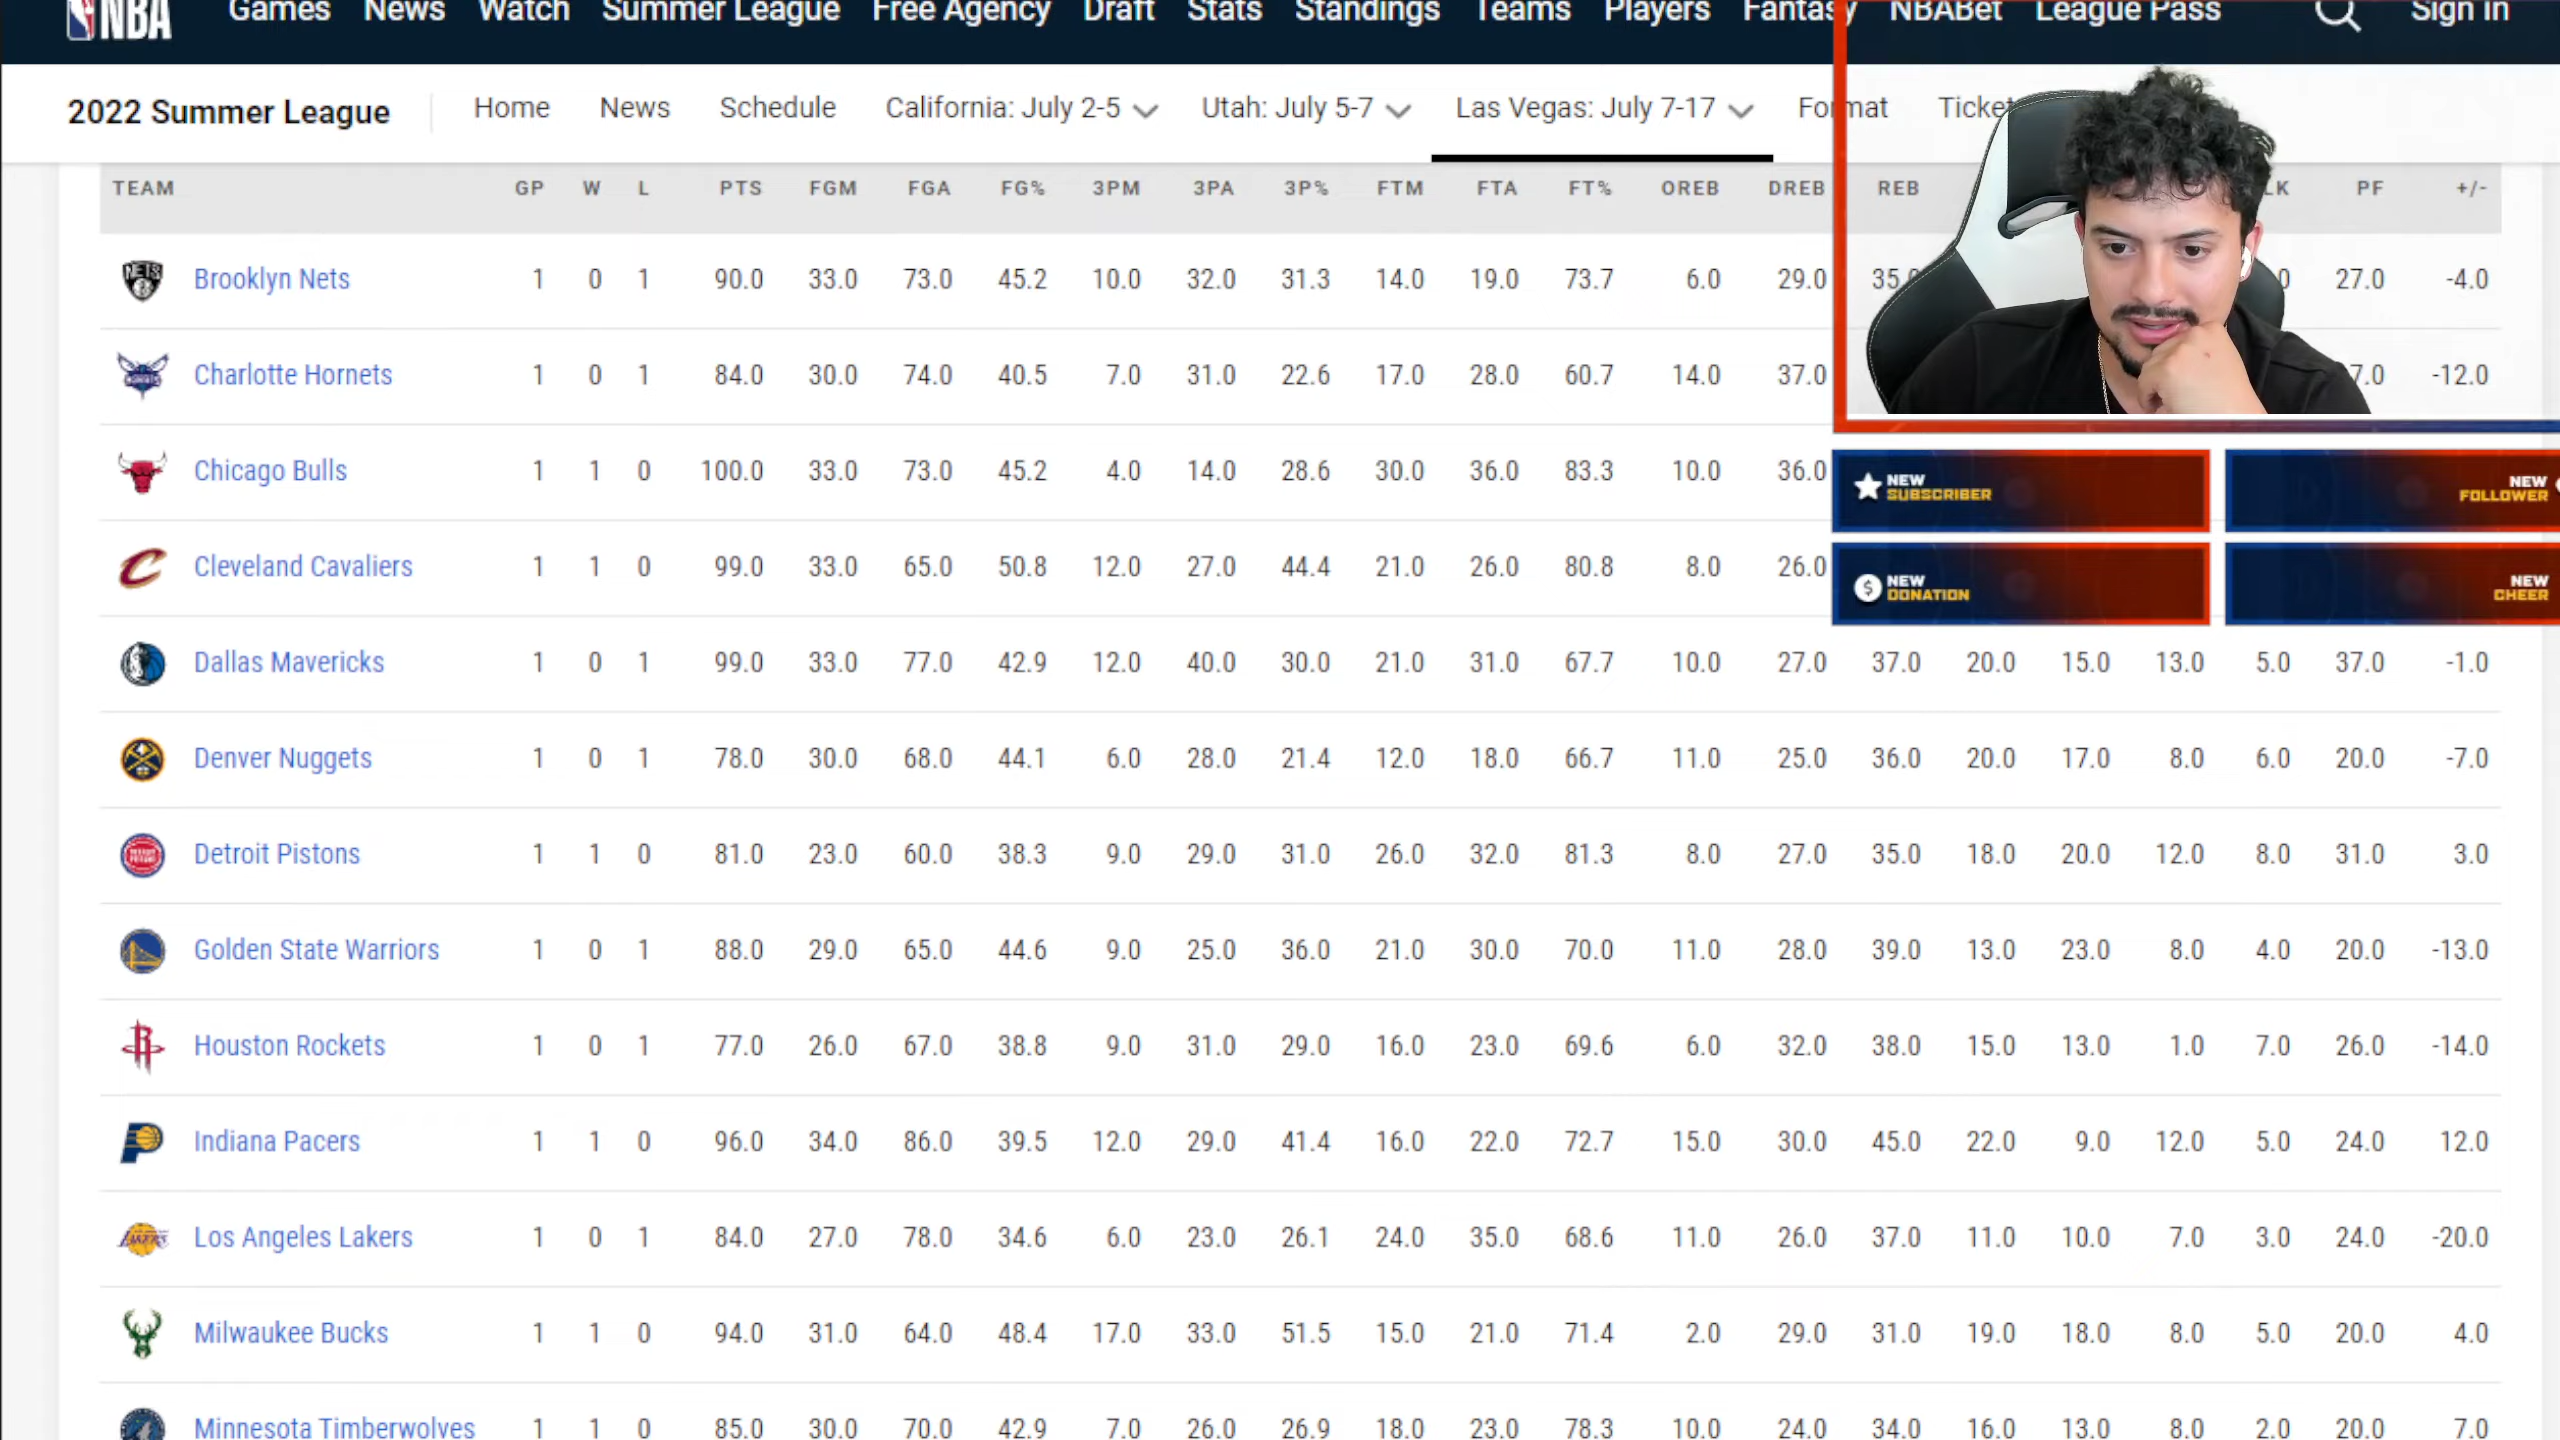 NBA Games News Watch Summer League Free Agency Draft Stats Standings Teams Players Fantasy NBABet League Pass Sign in
2022 Summer League Home News Schedule California: July 2-5 Utah: July 5-7 Las Vegas: July 7-17 Format
TEAM GP W L PTS FGM FGA FG% 3PM 3PA 3P% FTM FTA FT% OREB DREB REB PF +/-
Brooklyn Nets 1 0 1 90.0 33.0 73.0 45.2 10.0 32.0 31.3 14.0 19.0 73.7 6.0 29.0 27.0 -4.0
Charlotte Hornets 1 0 1 84.0 30.0 74.0 40.5 7.0 31.0 22.6 17.0 28.0 60.7 14.0 37.0 -12.0
Chicago Bulls 1 1 0 100.0 33.0 73.0 45.2 4.0 14.0 28.6 30.0 36.0 83.3 10.0 36.0
NEW SUBSCRIBER
NEW FOLLOWER
Cleveland Cavaliers 1 1 0 99.0 33.0 65.0 50.8 12.0 27.0 44.4 21.0 26.0 80.8 8.0 26.0
NEW DONATION
NEW CHEER
Dallas Mavericks 1 0 1 99.0 33.0 77.0 42.9 12.0 40.0 30.0 21.0 31.0 67.7 10.0 27.0 37.0 20.0 15.0 13.0 5.0 37.0 -1.0
Denver Nuggets 1 0 1 78.0 30.0 68.0 44.1 6.0 28.0 21.4 12.0 18.0 66.7 11.0 25.0 36.0 20.0 17.0 8.0 6.0 20.0 -7.0
Detroit Pistons 1 1 0 81.0 23.0 60.0 38.3 9.0 29.0 31.0 26.0 32.0 81.3 8.0 27.0 35.0 18.0 20.0 12.0 8.0 31.0 3.0
Golden State Warriors 1 0 1 88.0 29.0 65.0 44.6 9.0 25.0 36.0 21.0 30.0 70.0 11.0 28.0 39.0 13.0 23.0 8.0 4.0 20.0 -13.0
Houston Rockets 1 0 1 77.0 26.0 67.0 38.8 9.0 31.0 29.0 16.0 23.0 69.6 6.0 32.0 38.0 15.0 13.0 1.0 7.0 26.0 -14.0
Indiana Pacers 1 1 0 96.0 34.0 86.0 39.5 12.0 29.0 41.4 16.0 22.0 72.7 15.0 30.0 45.0 22.0 9.0 12.0 5.0 24.0 12.0
Los Angeles Lakers 1 0 1 84.0 27.0 78.0 34.6 6.0 23.0 26.1 24.0 35.0 68.6 11.0 26.0 37.0 11.0 10.0 7.0 3.0 24.0 -20.0
Milwaukee Bucks 1 1 0 94.0 31.0 64.0 48.4 17.0 33.0 51.5 15.0 21.0 71.4 2.0 29.0 31.0 19.0 18.0 8.0 5.0 20.0 4.0
Minnesota Timberwolves 1 1 0 85.0 30.0 70.0 42.9 7.0 26.0 26.9 18.0 23.0 78.3 10.0 24.0 34.0 16.0 13.0 8.0 2.0 20.0 7.0